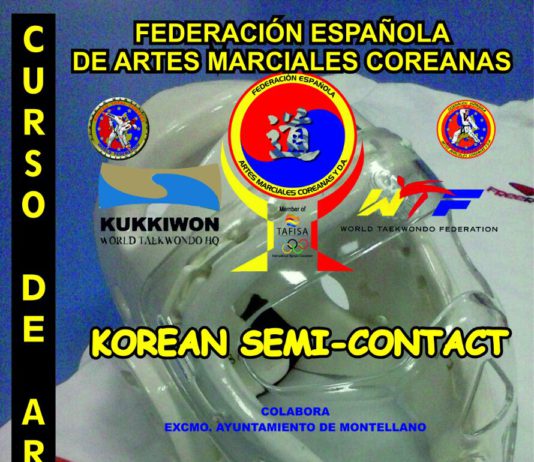 CURSO DE AR
FEDERACIÓN ESPAÑOLA
DE ARTES MARCIALES COREANAS
FEDERACIÓN ESPAÑOLA
道
ARTES MARCIALES COREANAS Y D.A.
KUKKIWON
WORLD TAEKWONDO HQ
Member of
TAFISA
WTF
WORLD TAEKWONDO FEDERATION
KOREAN SEMI-CONTACT
COLABORA
EXCMO. AYUNTAMIENTO DE MONTELLANO